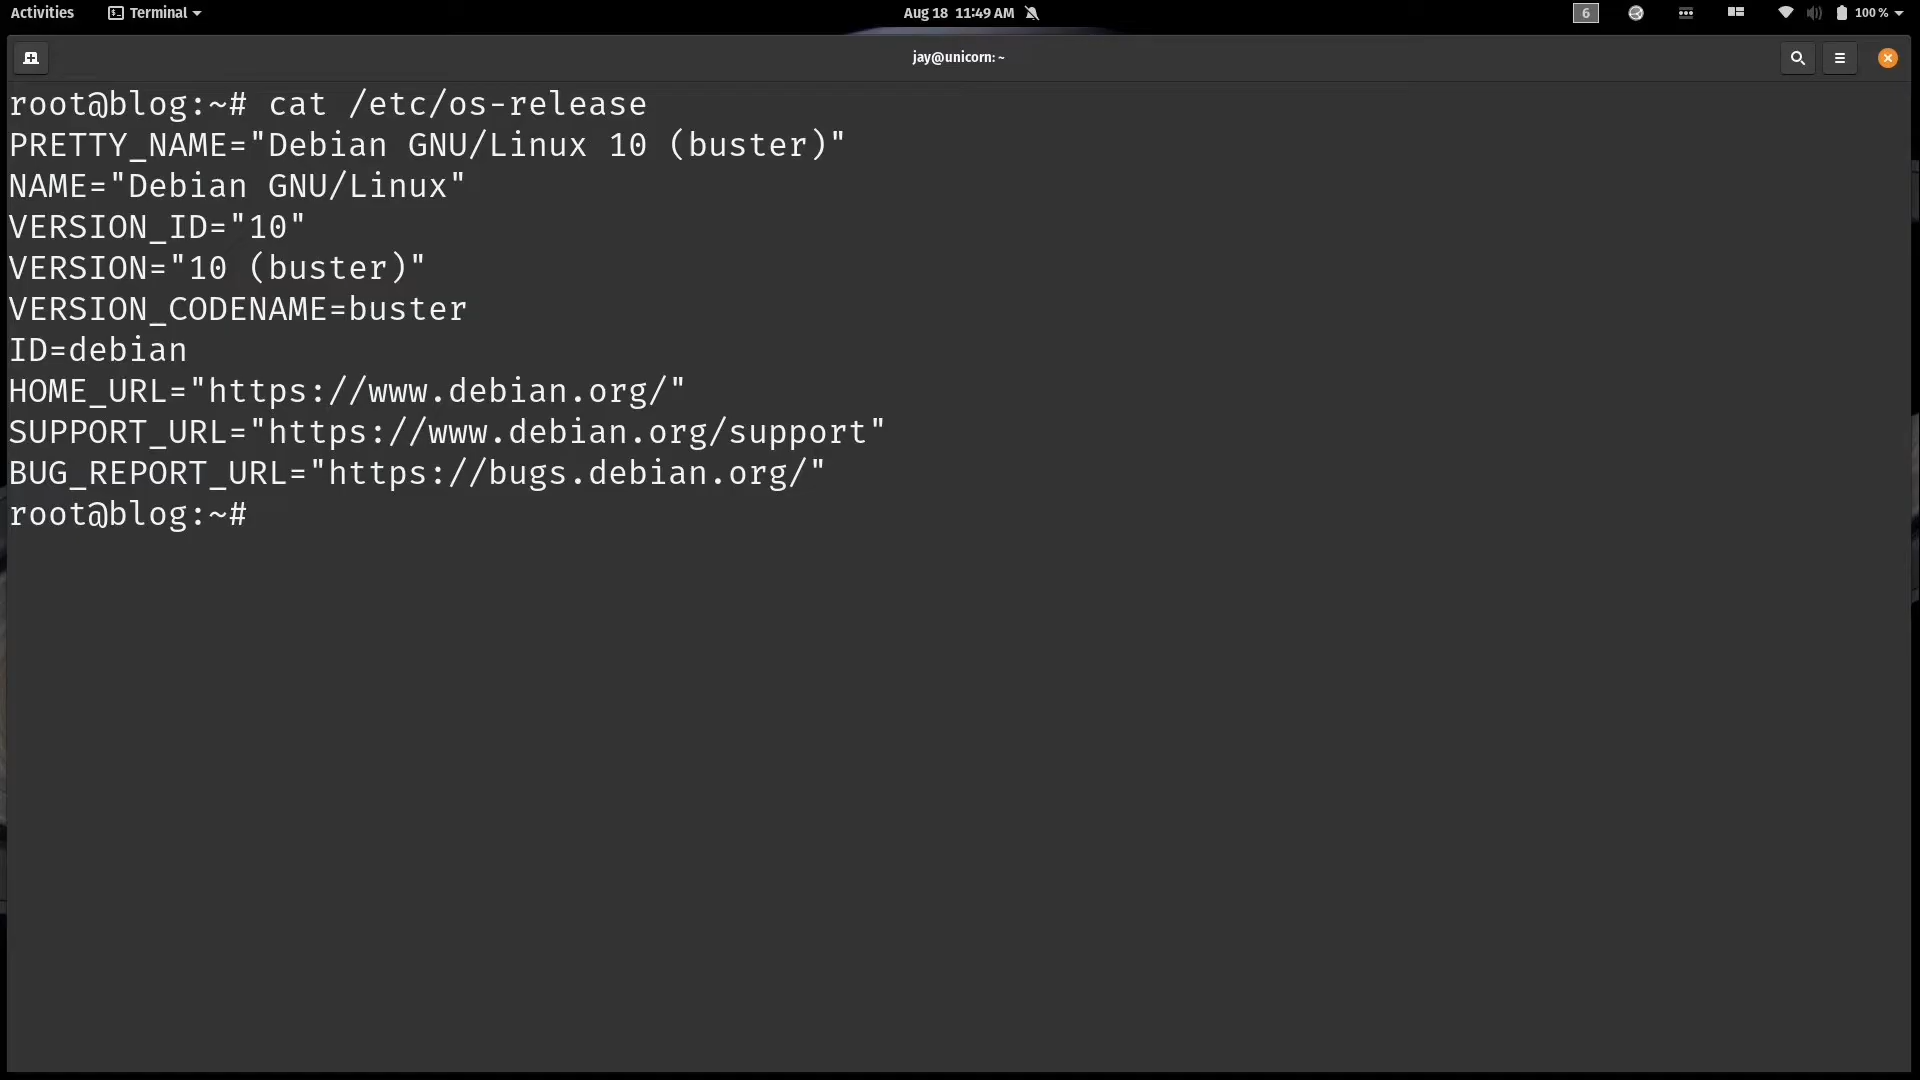 Activities Terminal Aug 18 11:49 AM 6 100 %
jay@unicorn: ~
root@blog:~# cat /etc/os-release
PRETTY_NAME="Debian GNU/Linux 10 (buster)"
NAME="Debian GNU/Linux"
VERSION_ID="10"
VERSION="10 (buster)"
VERSION_CODENAME=buster
ID=debian
HOME_URL="https://www.debian.org/"
SUPPORT_URL="https://www.debian.org/support"
BUG_REPORT_URL="https://bugs.debian.org/"
root@blog:~#